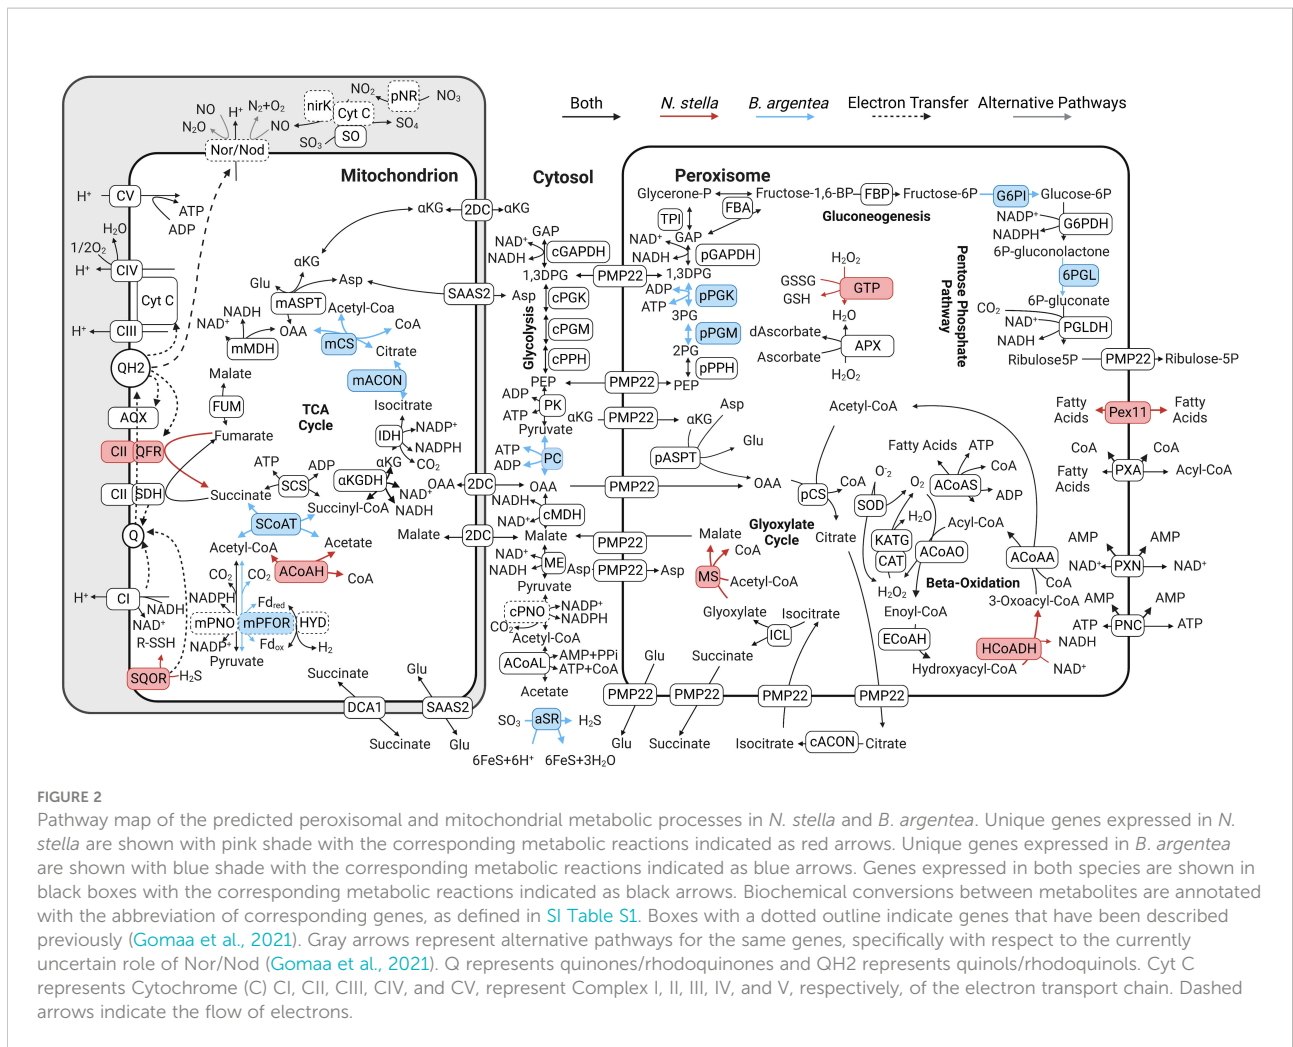 Both
N. stella
B. argentea
Electron Transfer
Alternative Pathways
NO
N₂O
H⁺
N₂+O₂
NO
Nor/Nod
nirK
Cyt C
SO
SO₃
SO₄
NO₂
pNR
NO₃
Mitochondrion
Cytosol
Peroxisome
H⁺
CV
ATP
ADP
H₂O
1/2O₂
H⁺
CIV
Cyt C
H⁺
CIII
QH2
AOX
CII
QFR
CII
SDH
Q
H⁺
CI
NADH
NAD⁺
R-SSH
SQOR
H₂S
αKG
2DC
αKG
αKG
Glu
mASPT
Asp
SAAS2
Asp
OAA
NADH
NAD⁺
mMDH
Malate
FUM
Fumarate
Succinate
Acetyl-Coa
CoA
mCS
Citrate
mACON
Isocitrate
TCA
Cycle
IDH
NADP⁺
NADPH
CO₂
αKG
αKGDH
NAD⁺
NADH
ATP
ADP
SCS
Succinyl-CoA
SCoAT
Acetyl-CoA
Acetate
ACoAH
CoA
CO₂
CO₂
NADPH
mPNO
NADP⁺
Fdred
mPFOR
Fdox
HYD
H₂
Pyruvate
OAA
2DC
OAA
Malate
2DC
Malate
Succinate
DCA1
Succinate
Glu
SAAS2
Glu
GAP
NAD⁺
NADH
cGAPDH
1,3DPG
PMP22
1,3DPG
Glycolysis
cPGK
cPGM
cPPH
PEP
PMP22
PEP
ADP
ATP
PK
Pyruvate
αKG
PMP22
αKG
ATP
ADP
PC
PMP22
OAA
NADH
NAD⁺
cMDH
PMP22
NAD⁺
NADH
ME
Asp
PMP22
Asp
Pyruvate
cPNO
NADP⁺
NADPH
CO₂
Acetyl-CoA
ACoAL
AMP+PPi
ATP+CoA
Acetate
SO₃
aSR
H₂S
6FeS+6H⁺
6FeS+3H₂O
Glycerone-P
Fructose-1,6-BP
FBP
Fructose-6P
G6PI
Glucose-6P
TPI
FBA
GAP
Gluconeogenesis
NAD⁺
NADH
pGAPDH
ADP
ATP
pPGK
3PG
pPGM
2PG
pPPH
H₂O₂
GSSG
GSH
GTP
H₂O
dAscorbate
Ascorbate
APX
H₂O₂
Pentose Phosphate
Pathway
NADP⁺
NADPH
G6PDH
6P-gluconolactone
6PGL
6P-gluconate
CO₂
NAD⁺
NADH
PGLDH
Ribulose5P
PMP22
Ribulose-5P
Fatty
Acids
Pex11
Fatty
Acids
CoA
CoA
Fatty
Acids
PXA
Acyl-CoA
AMP
AMP
PXN
NAD⁺
NAD⁺
AMP
AMP
ATP
PNC
ATP
Asp
Glu
pASPT
Acetyl-CoA
pCS
CoA
Citrate
Glyoxylate
Cycle
Malate
CoA
MS
Acetyl-CoA
Glyoxylate
Isocitrate
ICL
Succinate
O⁻₂
SOD
O₂
H₂O
KATG
CAT
H₂O₂
Fatty Acids
ATP
CoA
ACoAS
ADP
Acyl-CoA
ACoAO
Beta-Oxidation
Enoyl-CoA
ECoAH
Hydroxyacyl-CoA
ACoAA
CoA
3-Oxoacyl-CoA
HCoADH
NADH
NAD⁺
Glu
PMP22
PMP22
PMP22
PMP22
Glu
Succinate
Isocitrate
cACON
Citrate
FIGURE 2
Pathway map of the predicted peroxisomal and mitochondrial metabolic processes in N. stella and B. argentea. Unique genes expressed in N.
stella are shown with pink shade with the corresponding metabolic reactions indicated as red arrows. Unique genes expressed in B. argentea
are shown with blue shade with the corresponding metabolic reactions indicated as blue arrows. Genes expressed in both species are shown in
black boxes with the corresponding metabolic reactions indicated as black arrows. Biochemical conversions between metabolites are annotated
with the abbreviation of corresponding genes, as defined in SI Table S1. Boxes with a dotted outline indicate genes that have been described
previously (Gomaa et al., 2021). Gray arrows represent alternative pathways for the same genes, specifically with respect to the currently
uncertain role of Nor/Nod (Gomaa et al., 2021). Q represents quinones/rhodoquinones and QH2 represents quinols/rhodoquinols. Cyt C
represents Cytochrome (C) CI, CII, CIII, CIV, and CV, represent Complex I, II, III, IV, and V, respectively, of the electron transport chain. Dashed
arrows indicate the flow of electrons.